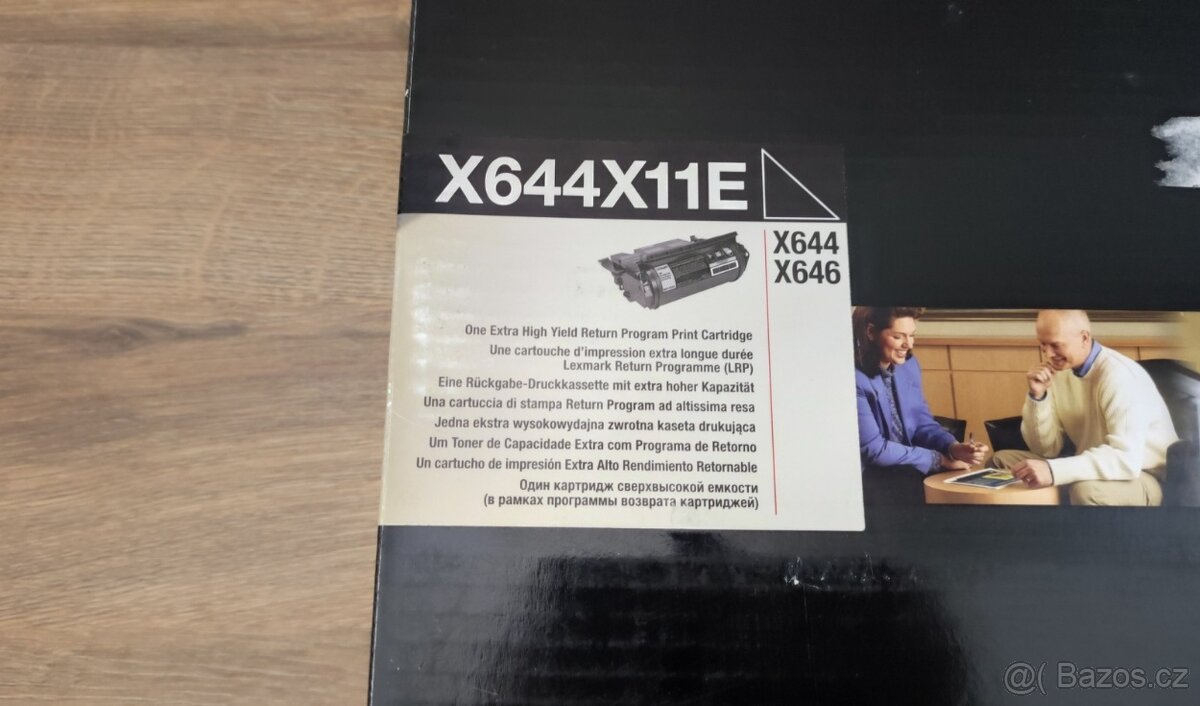 X644X11E
X644
X646
One Extra High Yield Return Program Print Cartridge
Une cartouche d'impression extra longue durée
Lexmark Return Programme (LRP)
Eine Rückgabe-Druckkassette mit extra hoher Kapazität
Una cartuccia di stampa Return Program ad altissima resa
Jedna ekstra wysokowydajna zwrotna kaseta drukująca
Um Toner de Capacidade Extra com Programa de Retorno
Un cartucho de impresión Extra Alto Rendimiento Retornable
Один картридж сверхвысокой емкости
(в рамках программы возврата картриджей)
@( Bazos.cz